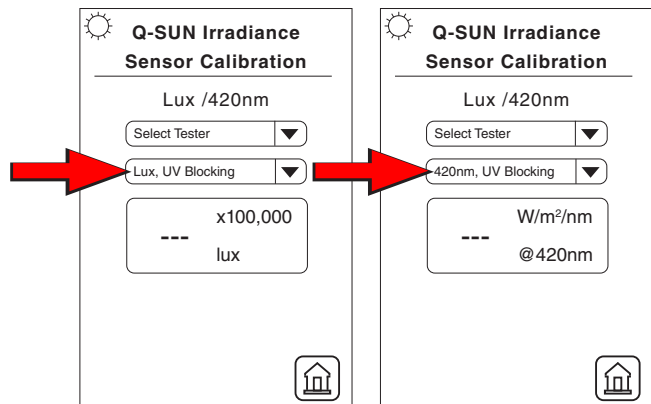 Q-SUN Irradiance
Sensor Calibration
Lux /420nm
Select Tester
Lux, UV Blocking
---
x100,000
lux
Q-SUN Irradiance
Sensor Calibration
Lux /420nm
Select Tester
420nm, UV Blocking
---
W/m²/nm
@420nm